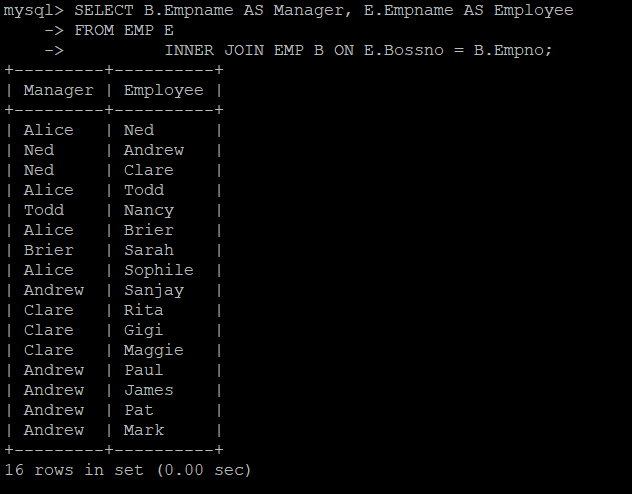 mysql> SELECT B.Empname AS Manager, E.Empname AS Employee
    -> FROM EMP E
    ->          INNER JOIN EMP B ON E.Bossno = B.Empno;
+---------+----------+
| Manager | Employee |
+---------+----------+
| Alice   | Ned      |
| Ned     | Andrew   |
| Ned     | Clare    |
| Alice   | Todd     |
| Todd    | Nancy    |
| Alice   | Brier    |
| Brier   | Sarah    |
| Alice   | Sophile  |
| Andrew  | Sanjay   |
| Clare   | Rita     |
| Clare   | Gigi     |
| Clare   | Maggie   |
| Andrew  | Paul     |
| Andrew  | James    |
| Andrew  | Pat      |
| Andrew  | Mark     |
+---------+----------+
16 rows in set (0.00 sec)